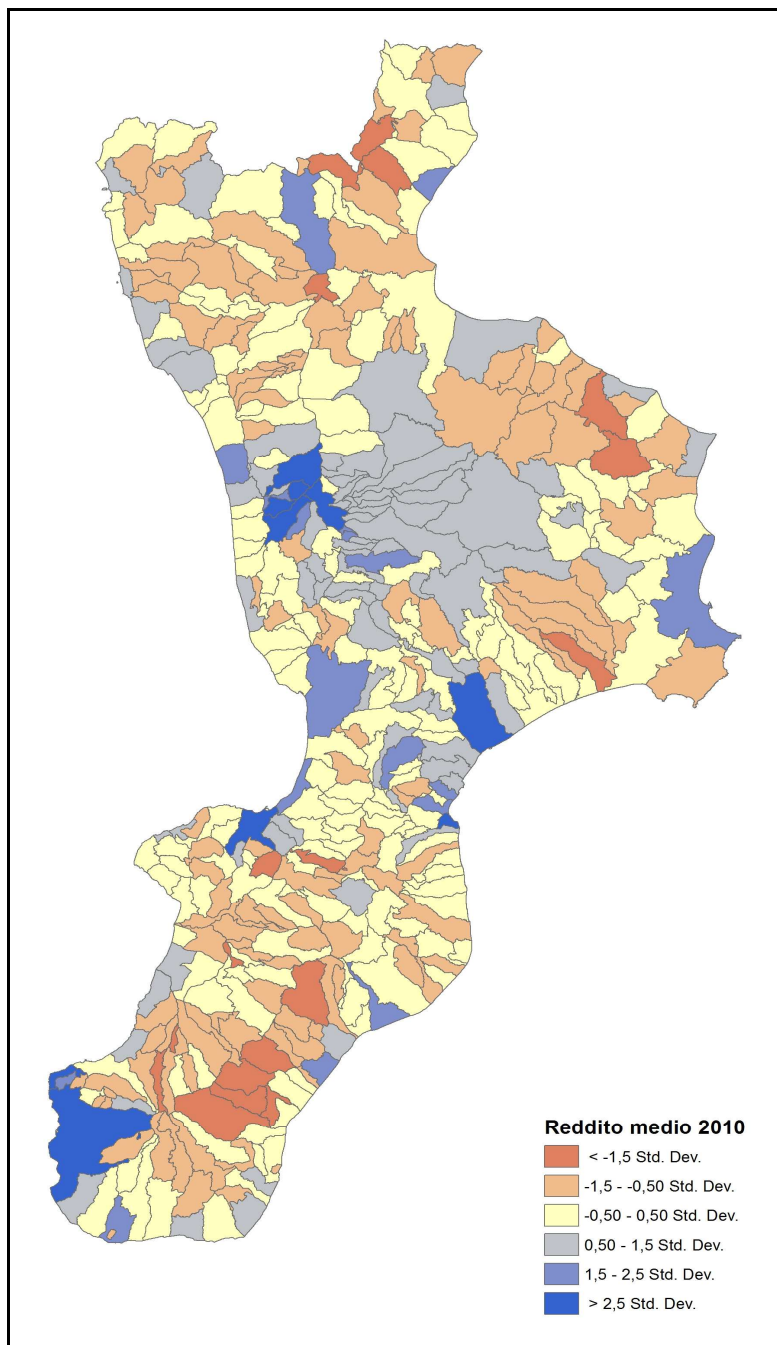 Reddito medio 2010
< -1,5 Std. Dev.
-1,5 - -0,50 Std. Dev.
-0,50 - 0,50 Std. Dev.
0,50 - 1,5 Std. Dev.
1,5 - 2,5 Std. Dev.
> 2,5 Std. Dev.